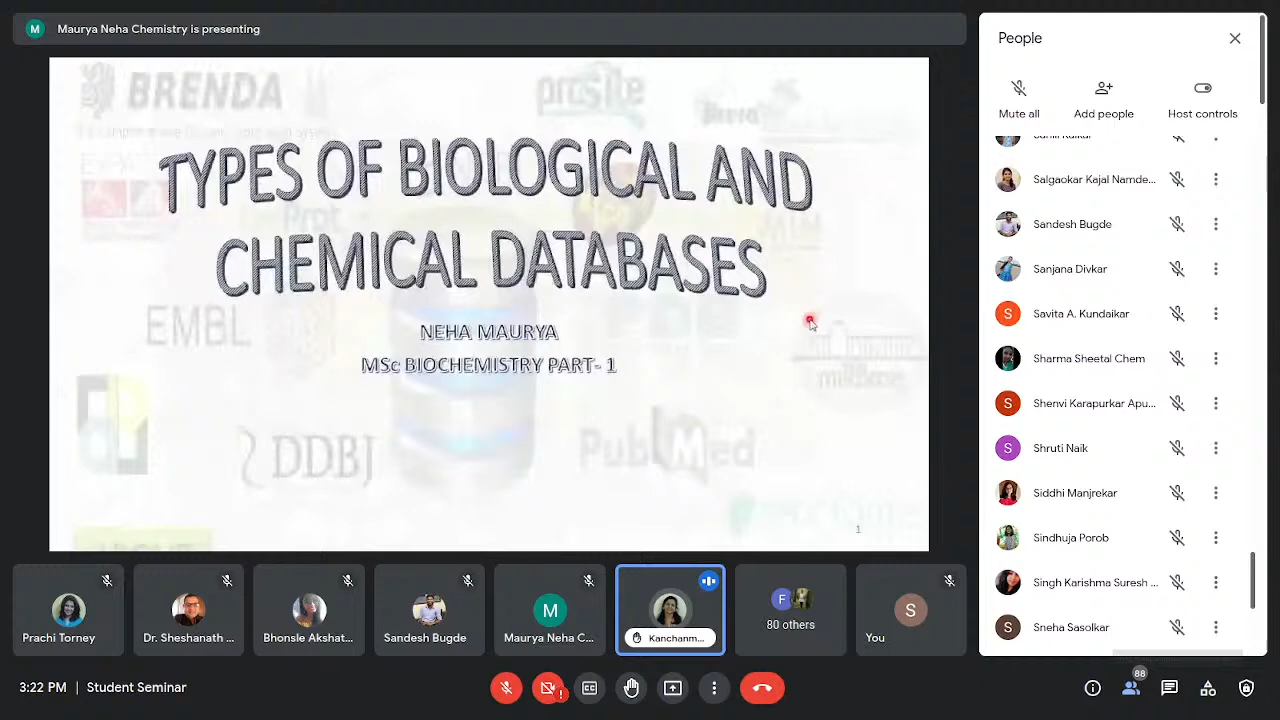 M Maurya Neha Chemistry is presenting
BRENDA
prosite
TYPES OF BIOLOGICAL AND
CHEMICAL DATABASES
NEHA MAURYA
MSc BIOCHEMISTRY PART- 1
EMBL
DDBJ
PubMed
1
Prachi Torney
Dr. Sheshanath ...
Bhonsle Akshat...
Sandesh Bugde
M
Maurya Neha C...
Kanchanm...
F
80 others
S
You
3:22 PM | Student Seminar
People
Mute all
Add people
Host controls
Salgaokar Kajal Namde...
Sandesh Bugde
Sanjana Divkar
S Savita A. Kundaikar
Sharma Sheetal Chem
S Shenvi Karapurkar Apu...
S Shruti Naik
Siddhi Manjrekar
Sindhuja Porob
Singh Karishma Suresh ...
Sneha Sasolkar
88